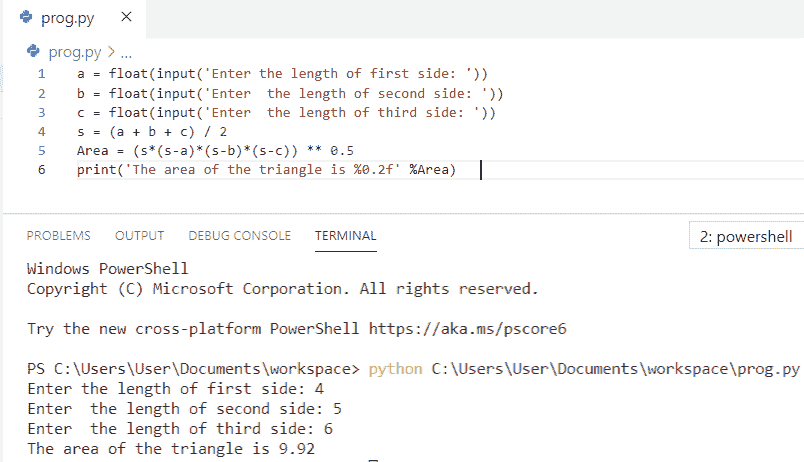 prog.py ×
prog.py > ...
1 a = float(input('Enter the length of first side: '))
2 b = float(input('Enter  the length of second side: '))
3 c = float(input('Enter  the length of third side: '))
4 s = (a + b + c) / 2
5 Area = (s*(s-a)*(s-b)*(s-c)) ** 0.5
6 print('The area of the triangle is %0.2f' %Area)
PROBLEMS OUTPUT DEBUG CONSOLE TERMINAL 2: powershell
Windows PowerShell
Copyright (C) Microsoft Corporation. All rights reserved.
Try the new cross-platform PowerShell https://aka.ms/pscore6
PS C:\Users\User\Documents\workspace> python C:\Users\User\Documents\workspace\prog.py
Enter the length of first side: 4
Enter  the length of second side: 5
Enter  the length of third side: 6
The area of the triangle is 9.92